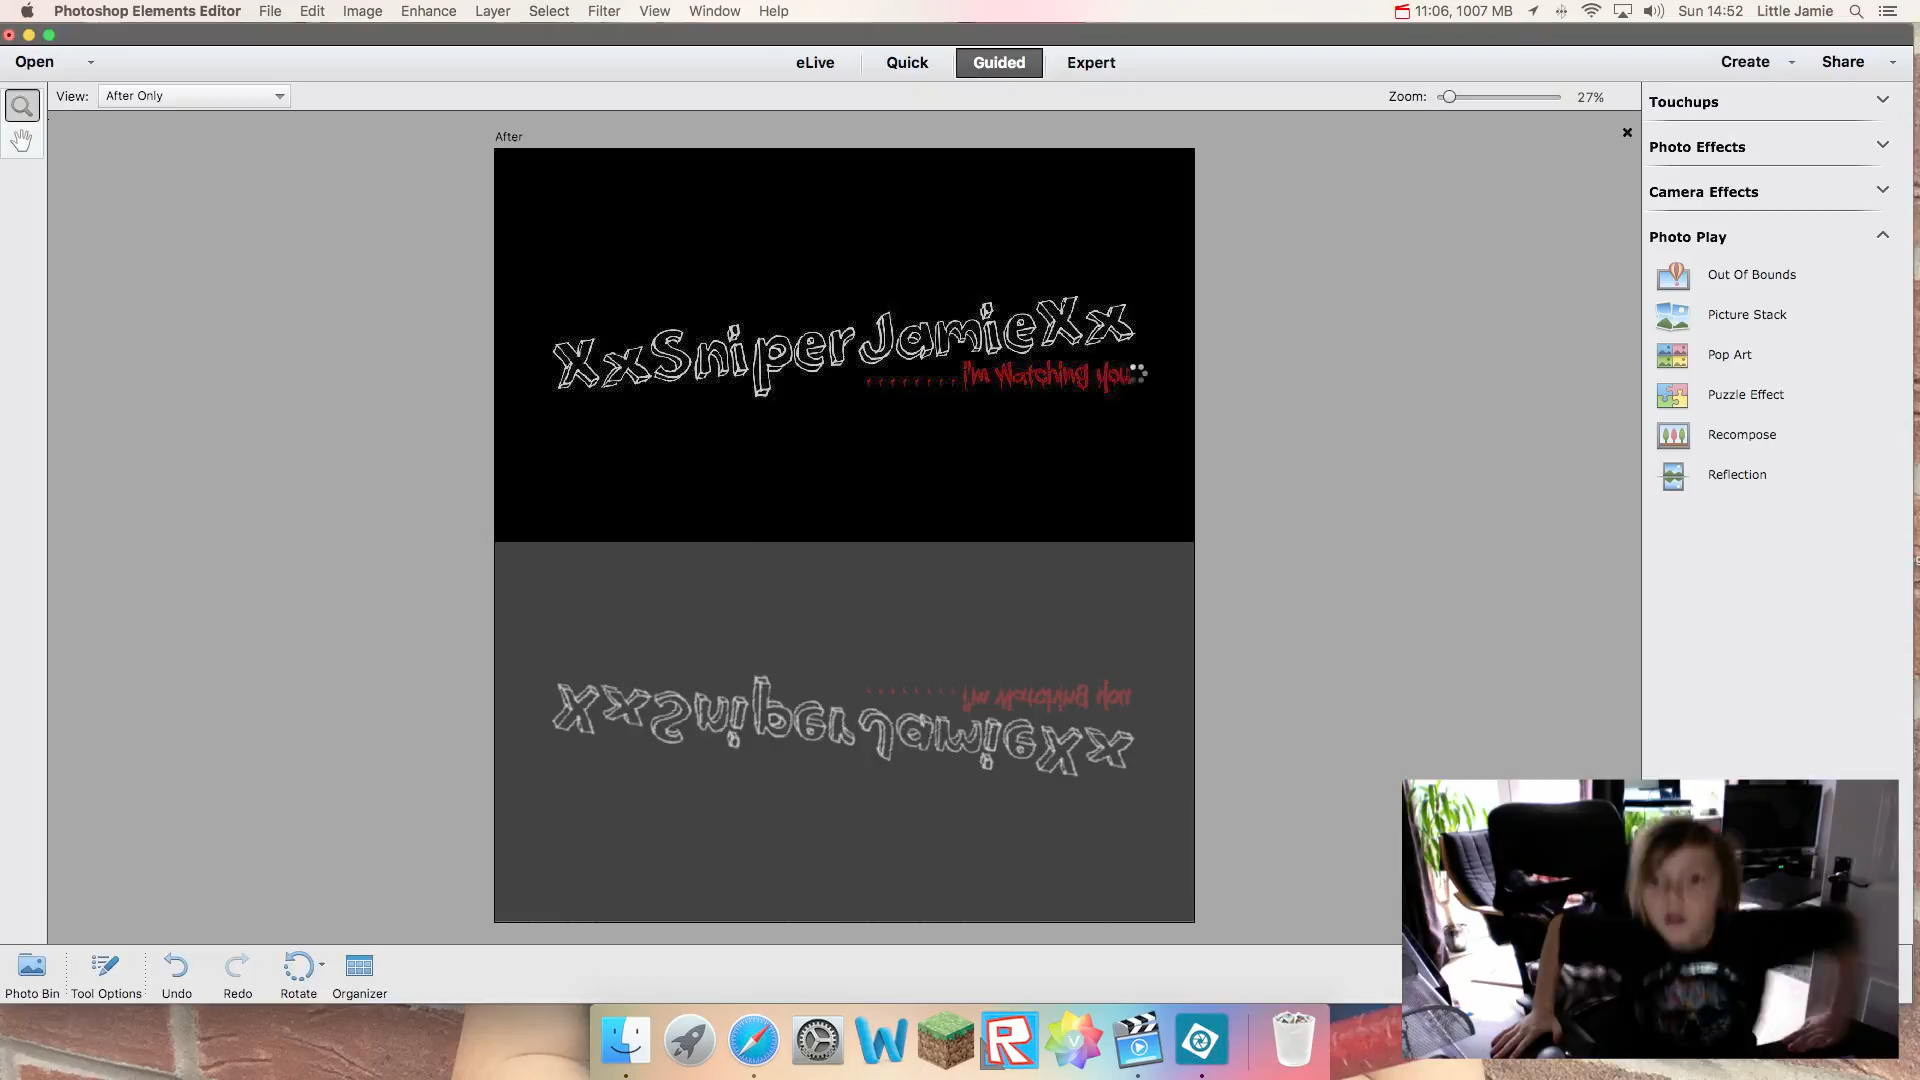 Photoshop Elements Editor File Edit Image Enhance Layer Select Filter View Window Help 11:06, 1007 MB Sun 14:52 Little Jamie
Open eLive Quick Guided Expert Create Share
View: After Only Zoom: 27%
After
Touchups
Photo Effects
Camera Effects
Photo Play
Out Of Bounds
Picture Stack
Pop Art
Puzzle Effect
Recompose
Reflection
XxSniperJamieXx
........i'm Watching You
XxSniperJamieXx
........i'm Watching You
Photo Bin Tool Options Undo Redo Rotate Organizer